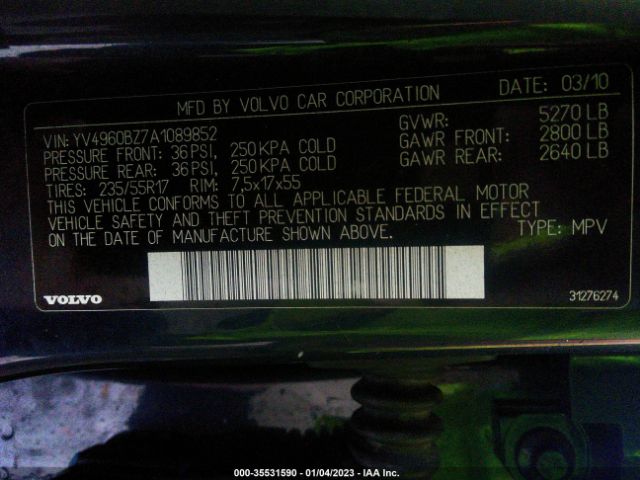 MFD BY VOLVO CAR CORPORATION DATE: 03/10
VIN: YV4960BZ7A1089852
PRESSURE FRONT: 36 PSI, 250 KPA COLD
PRESSURE REAR: 36 PSI, 250 KPA COLD
TIRES: 235/55R17 RIM: 7,5x17x55
GVWR: 5270 LB
GAWR FRONT: 2800 LB
GAWR REAR: 2640 LB
THIS VEHICLE CONFORMS TO ALL APPLICABLE FEDERAL MOTOR
VEHICLE SAFETY AND THEFT PREVENTION STANDARDS IN EFFECT
ON THE DATE OF MANUFACTURE SHOWN ABOVE. TYPE: MPV
VOLVO 31276274
000-35531590 - 01/04/2023 - IAA Inc.